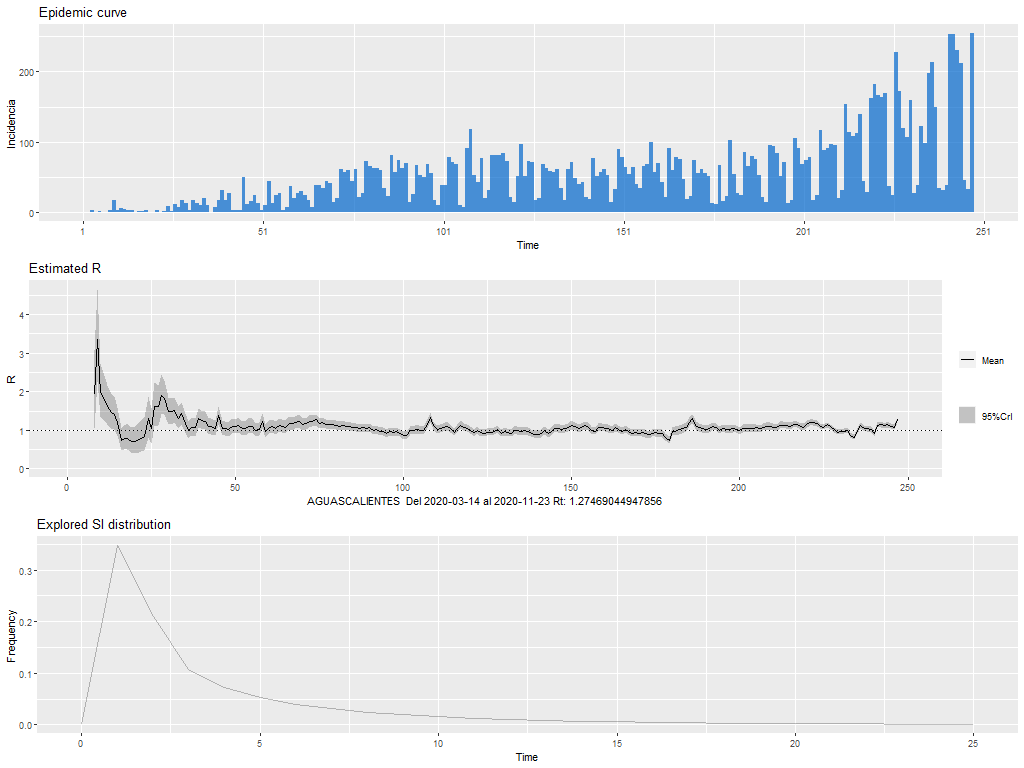 Epidemic curve
Incidencia
200
100
0
1 51 101 151 201 251
Time
Estimated R
R
4
3
2
1
0
0 50 100 150 200 250
AGUASCALIENTES Del 2020-03-14 al 2020-11-23 Rt: 1.27469044947856
Mean
95%CrI
Explored SI distribution
Frequency
0.3
0.2
0.1
0.0
0 5 10 15 20 25
Time